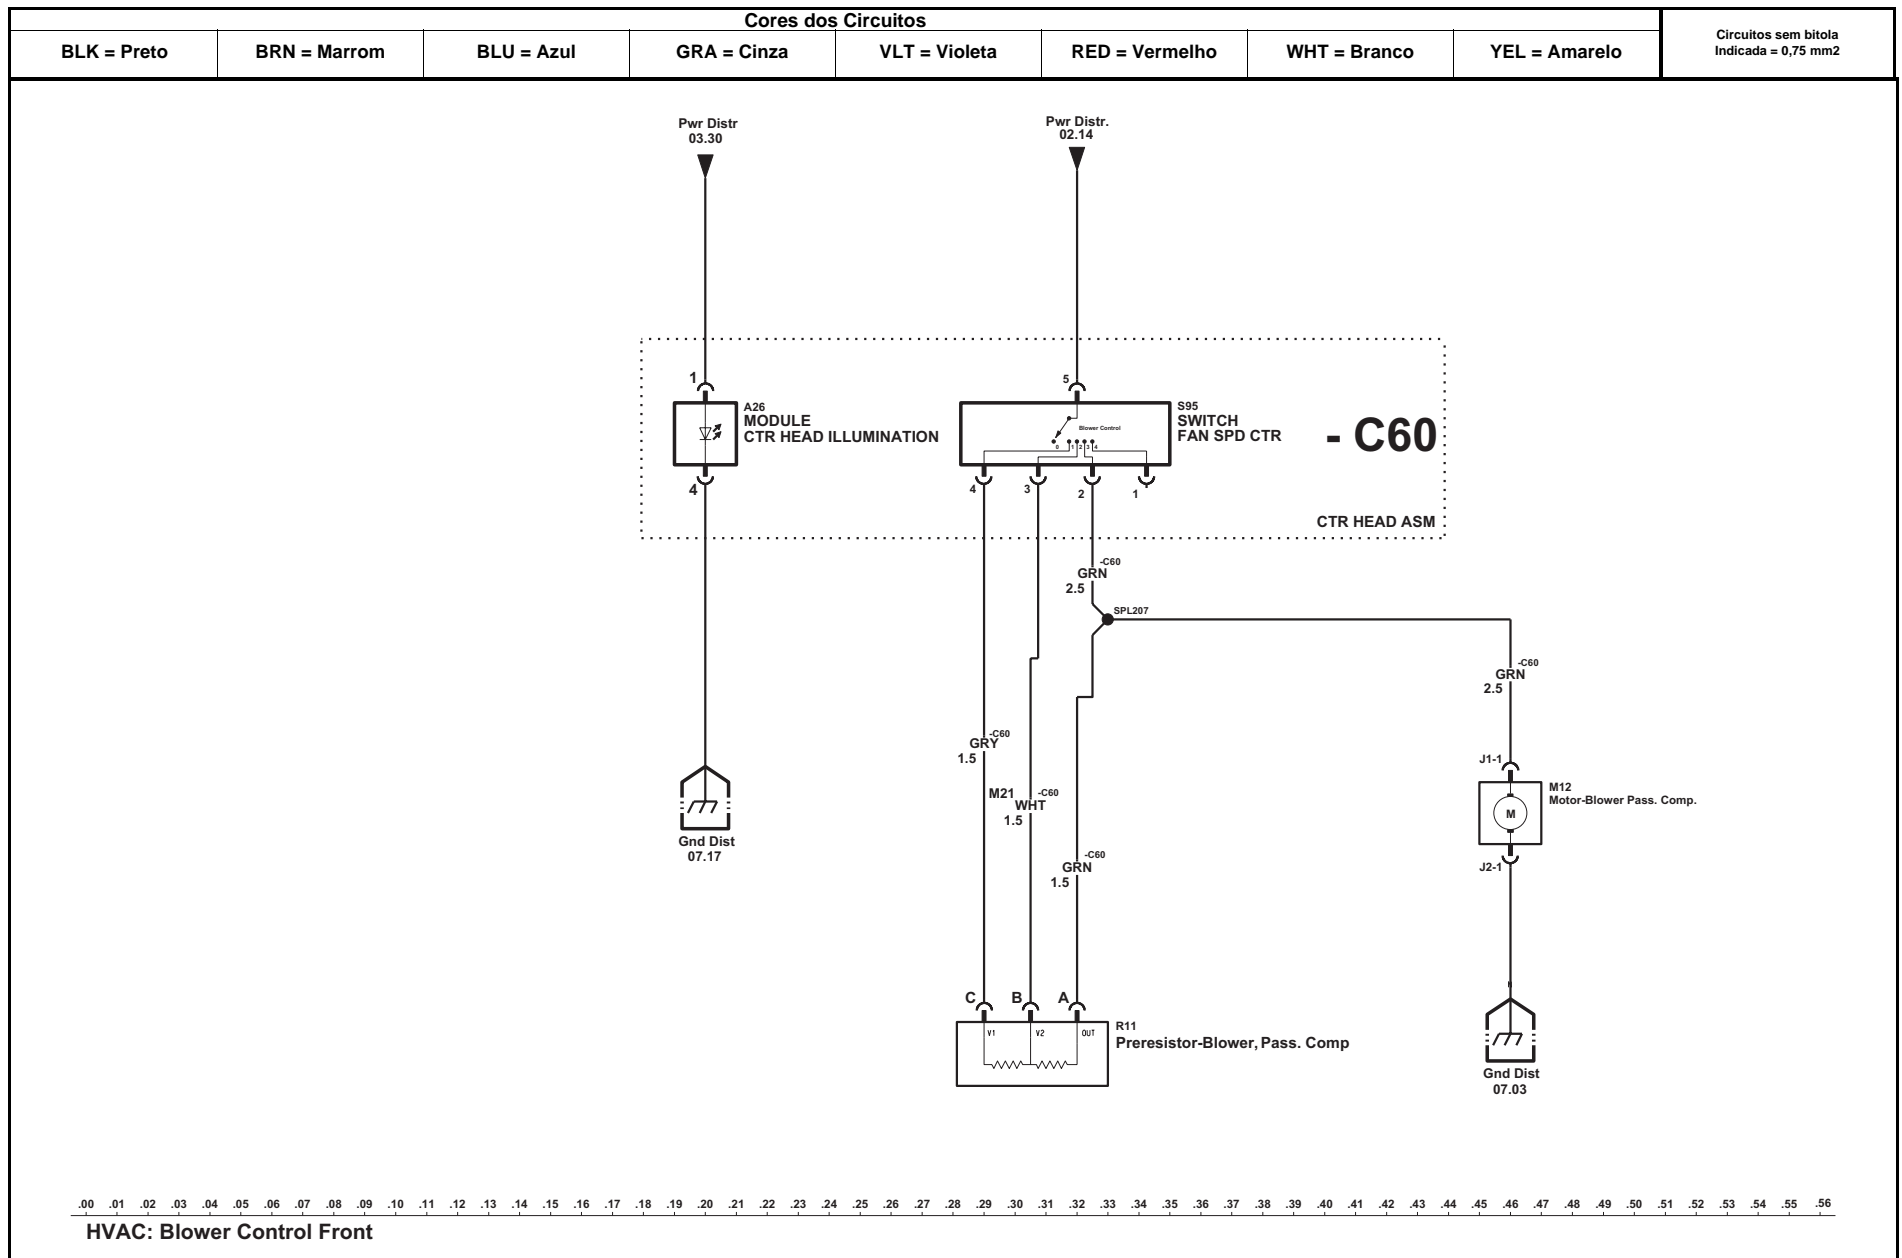 Cores dos Circuitos
BLK = Preto
BRN = Marrom
BLU = Azul
GRA = Cinza
VLT = Violeta
RED = Vermelho
WHT = Branco
YEL = Amarelo
Circuitos sem bitola
Indicada = 0,75 mm2
Pwr Distr
03.30
Pwr Distr.
02.14
1
A26
MODULE
CTR HEAD ILLUMINATION
4
5
S95
SWITCH
FAN SPD CTR
Blower Control
0 1 2 3 4
4
3
2
1
- C60
CTR HEAD ASM
-C60
GRN
2.5
SPL207
-C60
GRN
2.5
-C60
GRY
1.5
M21
-C60
WHT
1.5
-C60
GRN
1.5
J1-1
M12
Motor-Blower Pass. Comp.
M
J2-1
Gnd Dist
07.17
C
B
A
V1
V2
OUT
R11
Preresistor-Blower, Pass. Comp
Gnd Dist
07.03
.00 .01 .02 .03 .04 .05 .06 .07 .08 .09 .10 .11 .12 .13 .14 .15 .16 .17 .18 .19 .20 .21 .22 .23 .24 .25 .26 .27 .28 .29 .30 .31 .32 .33 .34 .35 .36 .37 .38 .39 .40 .41 .42 .43 .44 .45 .46 .47 .48 .49 .50 .51 .52 .53 .54 .55 .56
HVAC: Blower Control Front